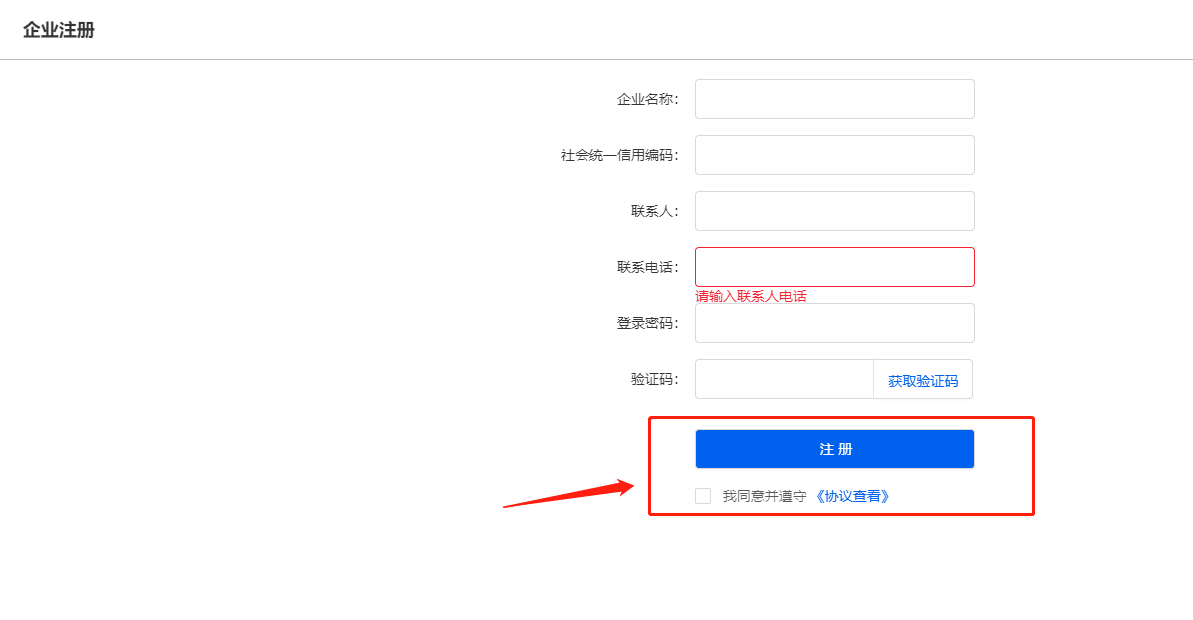 企业注册
企业名称：
社会统一信用编码：
联系人：
联系电话：
请输入联系人电话
登录密码：
验证码： 获取验证码
注 册
我同意并遵守 《协议查看》